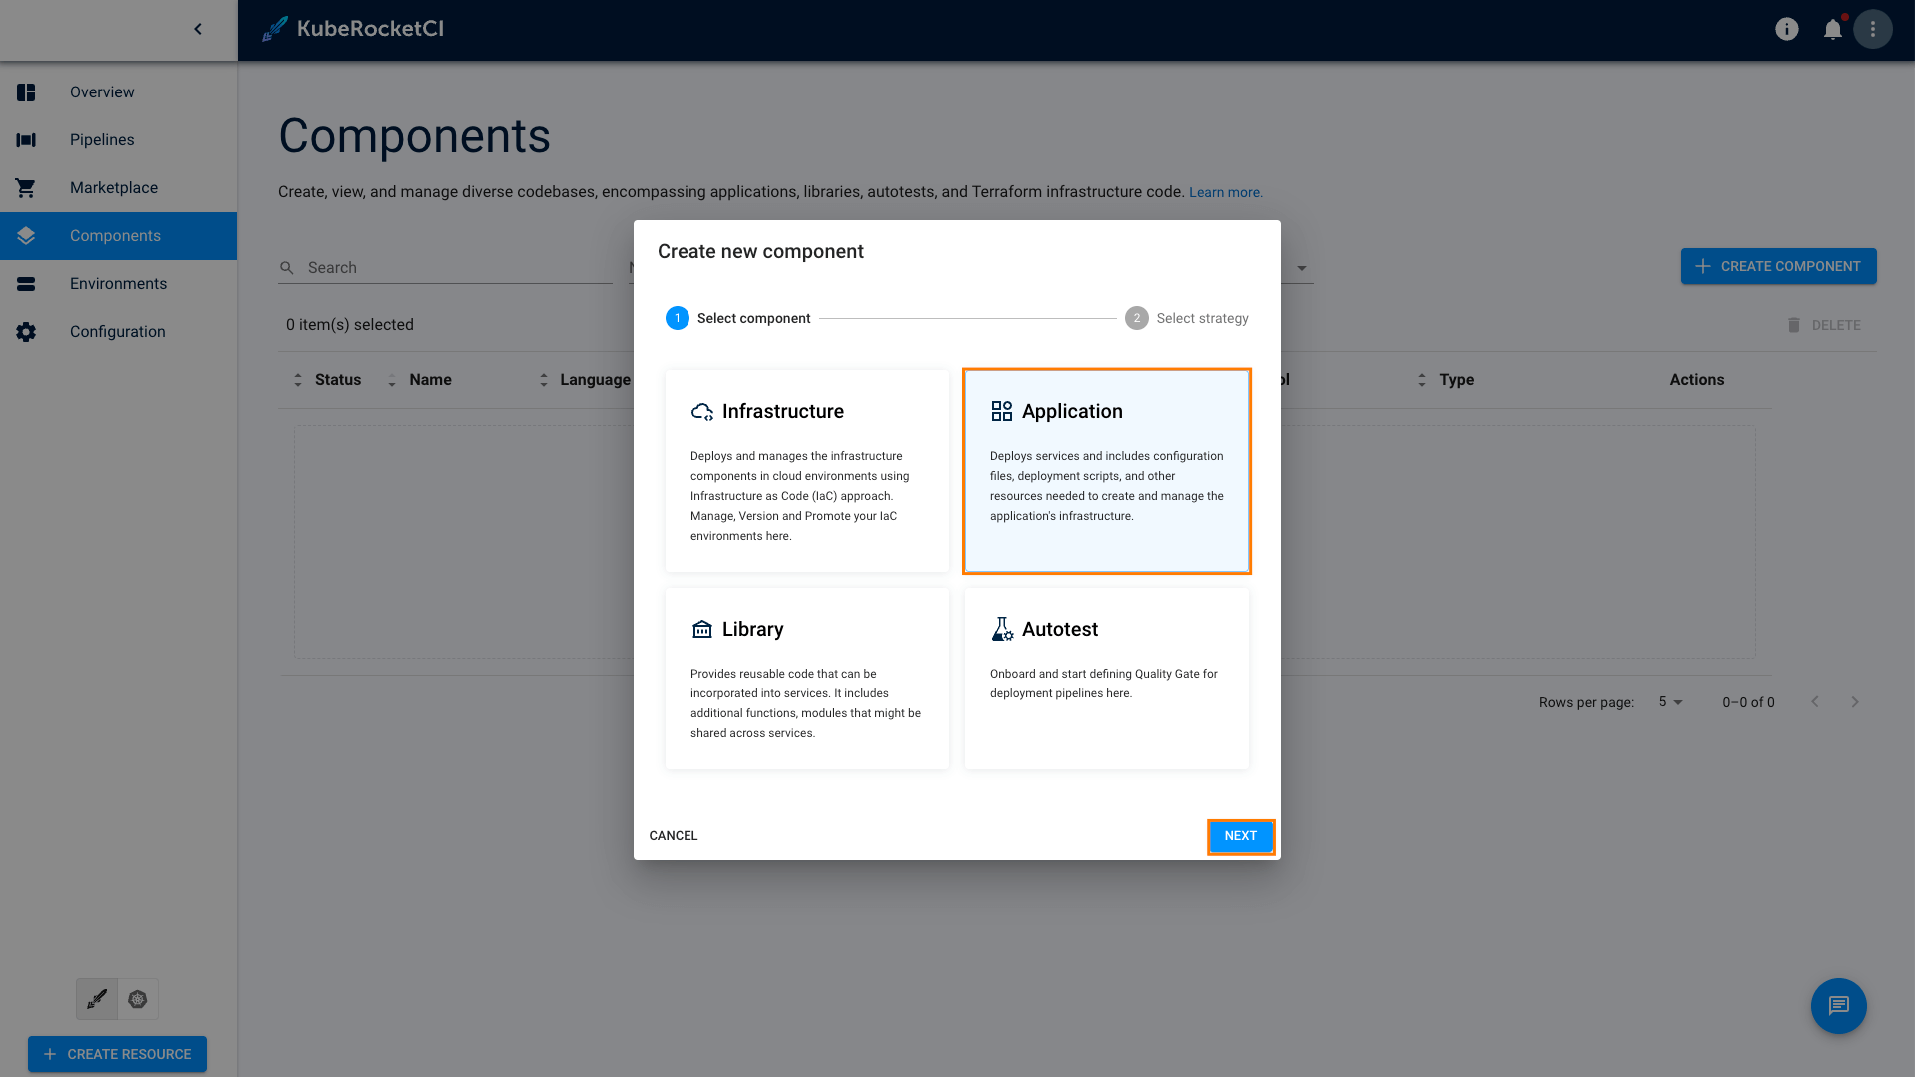 KubeRocketCI
Overview
Pipelines
Marketplace
Components
Environments
Configuration
Components
Create, view, and manage diverse codebases, encompassing applications, libraries, autotests, and Terraform infrastructure code. Learn more.
Search
CREATE COMPONENT
0 item(s) selected
DELETE
Status
Name
Language
Type
Actions
Create new component
1 Select component
2 Select strategy
Infrastructure
Deploys and manages the infrastructure
components in cloud environments using
Infrastructure as Code (IaC) approach.
Manage, Version and Promote your IaC
environments here.
Application
Deploys services and includes configuration
files, deployment scripts, and other
resources needed to create and manage the
application's infrastructure.
Library
Provides reusable code that can be
incorporated into services. It includes
additional functions, modules that might be
shared across services.
Autotest
Onboard and start defining Quality Gate for
deployment pipelines here.
CANCEL
NEXT
Rows per page: 5 0–0 of 0
CREATE RESOURCE